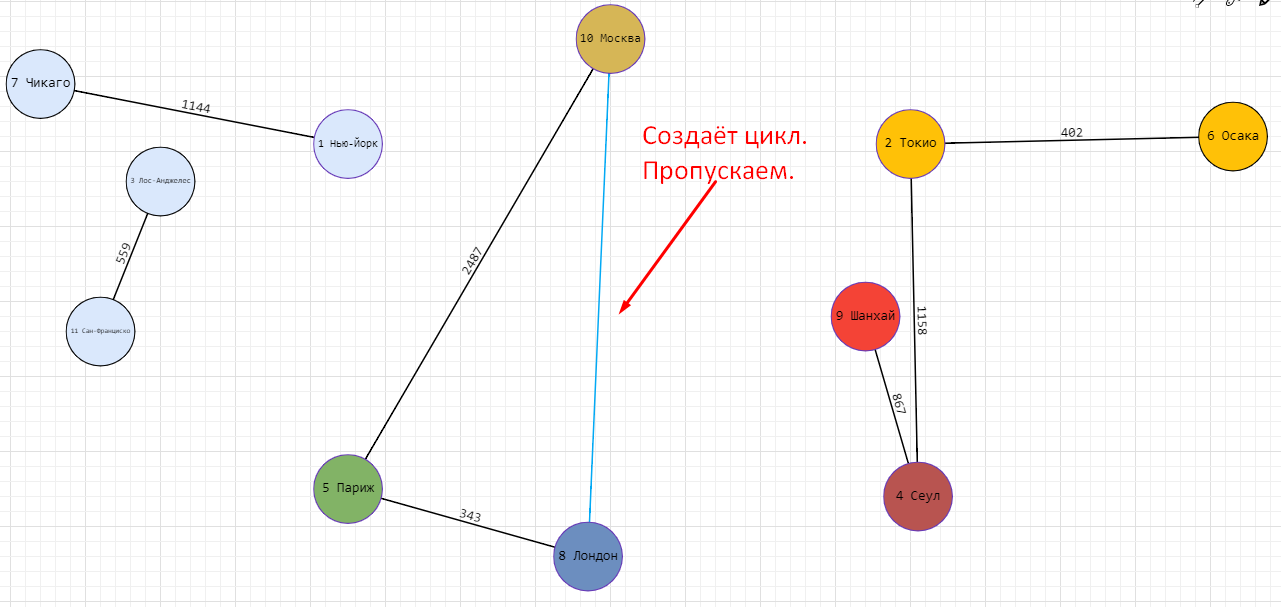 10 Москва
7 Чикаго
1144
1 Нью-Йорк
3 Лос-Анджелес
559
11 Сан-Франциско
2487
Создаёт цикл.
Пропускаем.
2 Токио
402
6 Осака
9 Шанхай
1158
867
4 Сеул
5 Париж
343
8 Лондон